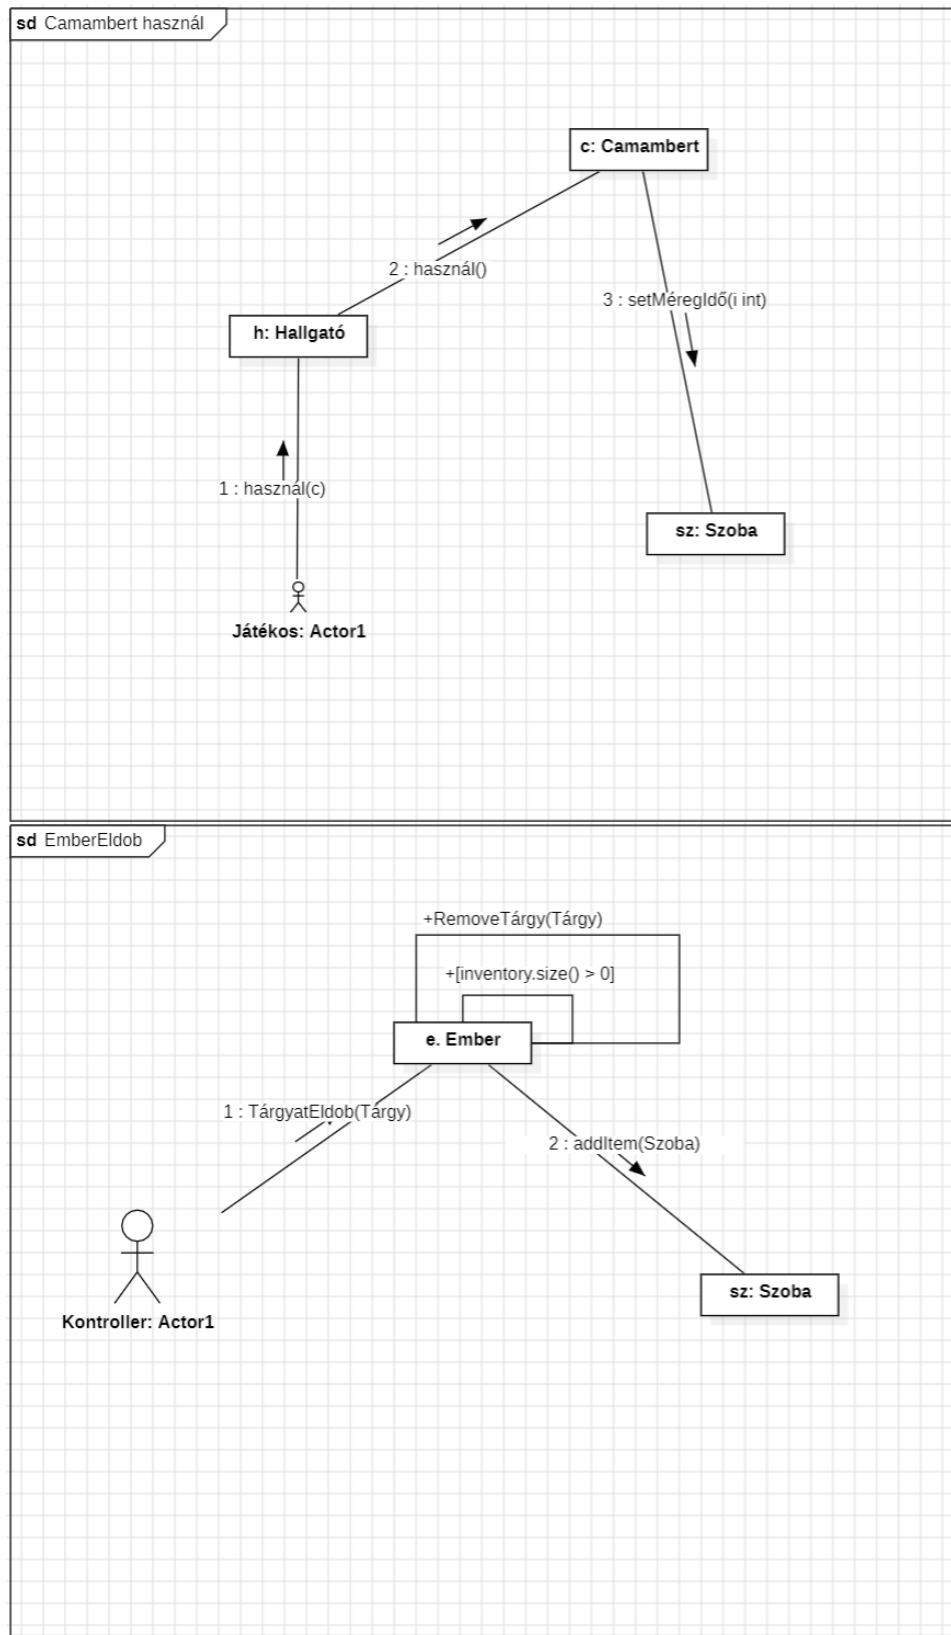 sd Camambert használ
c: Camambert
2 : használ()
3 : setMéregIdő(i int)
h: Hallgató
1 : használ(c)
sz: Szoba
Játékos: Actor1
sd EmberEldob
+RemoveTárgy(Tárgy)
+[inventory.size() > 0]
e. Ember
1 : TárgyatEldob(Tárgy)
2 : addItem(Szoba)
sz: Szoba
Kontroller: Actor1